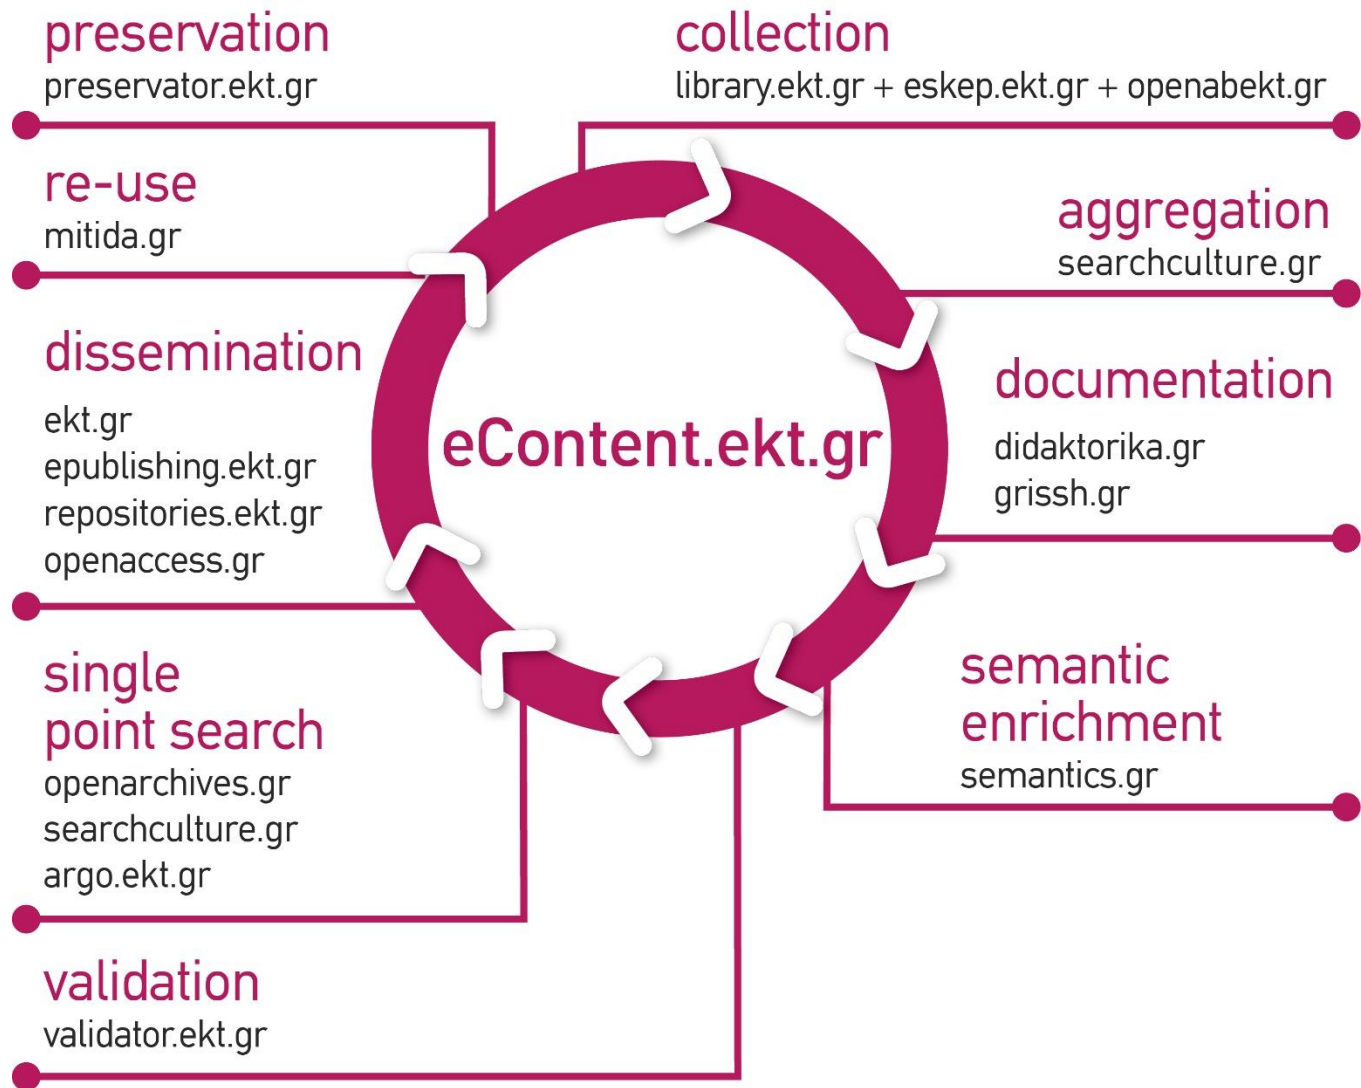 preservation
preservator.ekt.gr
collection
library.ekt.gr + eskep.ekt.gr + openabekt.gr
re-use
mitida.gr
aggregation
searchculture.gr
dissemination
ekt.gr
epublishing.ekt.gr
repositories.ekt.gr
openaccess.gr
eContent.ekt.gr
documentation
didaktorika.gr
grissh.gr
single
point search
openarchives.gr
searchculture.gr
argo.ekt.gr
semantic
enrichment
semantics.gr
validation
validator.ekt.gr